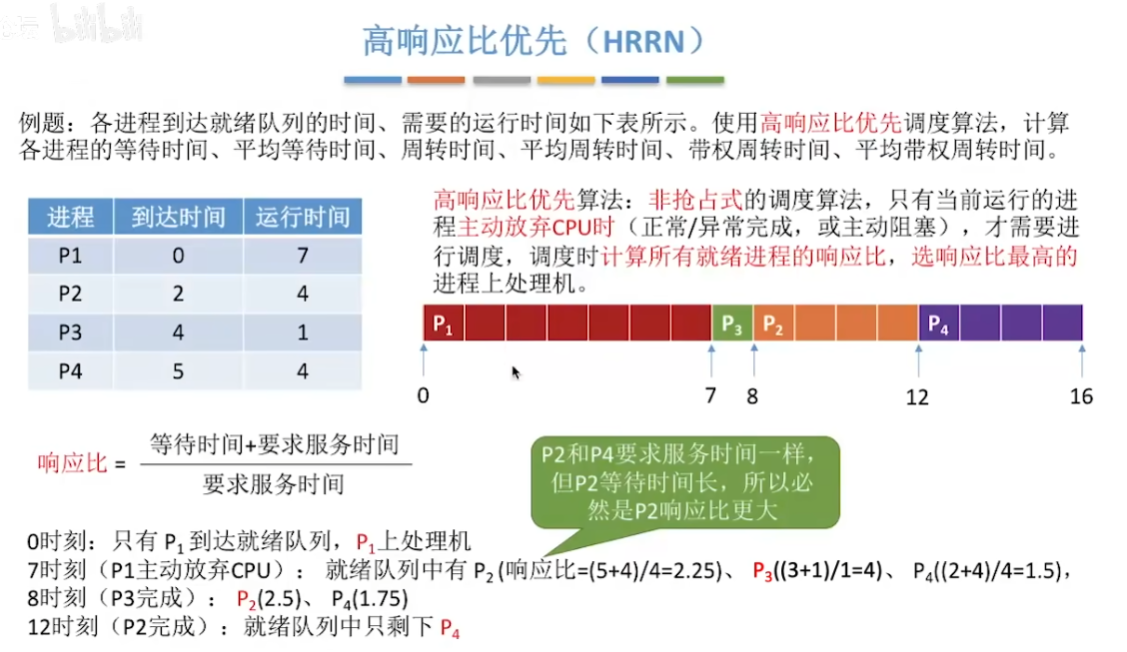 bilibili
高响应比优先（HRRN）
例题：各进程到达就绪队列的时间、需要的运行时间如下表所示。使用高响应比优先调度算法，计算
各进程的等待时间、平均等待时间、周转时间、平均周转时间、带权周转时间、平均带权周转时间。
进程 到达时间 运行时间
P1 0 7
P2 2 4
P3 4 1
P4 5 4
高响应比优先算法：非抢占式的调度算法，只有当前运行的进
程主动放弃CPU时（正常/异常完成，或主动阻塞），才需要进
行调度，调度时计算所有就绪进程的响应比，选响应比最高的
进程上处理机。
P₁ P₃ P₂ P₄
0 7 8 12 16
等待时间+要求服务时间
响应比 =
要求服务时间
P2和P4要求服务时间一样，
但P2等待时间长，所以必
然是P2响应比更大
0时刻：只有 P₁ 到达就绪队列，P₁上处理机
7时刻（P1主动放弃CPU）： 就绪队列中有 P₂ (响应比=(5+4)/4=2.25)、 P₃((3+1)/1=4)、 P₄((2+4)/4=1.5)，
8时刻（P3完成）： P₂(2.5)、 P₄(1.75)
12时刻（P2完成）：就绪队列中只剩下 P₄